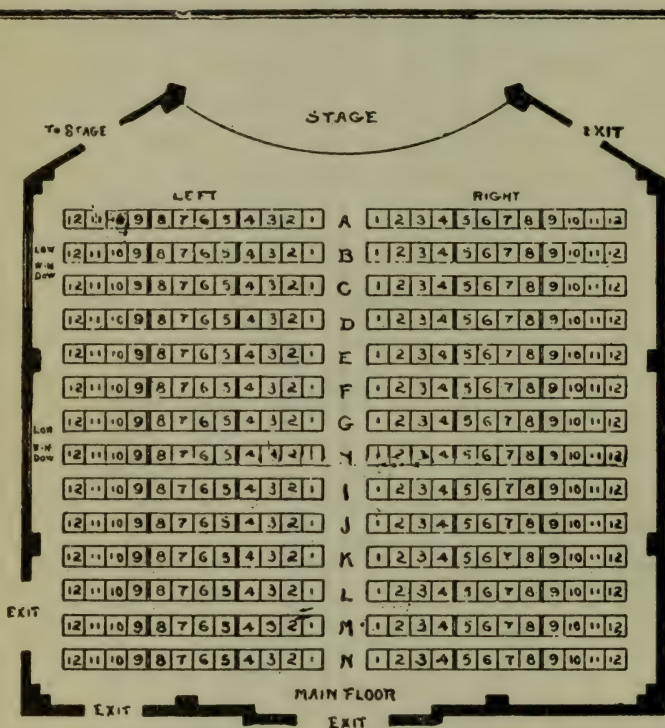 STAGE
TO STAGE
EXIT
LEFT
RIGHT
12 11 10 9 8 7 6 5 4 3 2 1 A 1 2 3 4 5 6 7 8 9 10 11 12
12 11 10 9 8 7 6 5 4 3 2 1 B 1 2 3 4 5 6 7 8 9 10 11 12
LOW
WIN
DOW
12 11 10 9 8 7 6 5 4 3 2 1 C 1 2 3 4 5 6 7 8 9 10 11 12
12 11 10 9 8 7 6 5 4 3 2 1 D 1 2 3 4 5 6 7 8 9 10 11 12
12 11 10 9 8 7 6 5 4 3 2 1 E 1 2 3 4 5 6 7 8 9 10 11 12
12 11 10 9 8 7 6 5 4 3 2 1 F 1 2 3 4 5 6 7 8 9 10 11 12
12 11 10 9 8 7 6 5 4 3 2 1 G 1 2 3 4 5 6 7 8 9 10 11 12
LOW
WIN
DOW
12 11 10 9 8 7 6 5 4 3 2 1 H 1 2 3 4 5 6 7 8 9 10 11 12
12 11 10 9 8 7 6 5 4 3 2 1 I 1 2 3 4 5 6 7 8 9 10 11 12
12 11 10 9 8 7 6 5 4 3 2 1 J 1 2 3 4 5 6 7 8 9 10 11 12
12 11 10 9 8 7 6 5 4 3 2 1 K 1 2 3 4 5 6 7 8 9 10 11 12
12 11 10 9 8 7 6 5 4 3 2 1 L 1 2 3 4 5 6 7 8 9 10 11 12
EXIT
12 11 10 9 8 7 6 5 4 3 2 1 M 1 2 3 4 5 6 7 8 9 10 11 12
12 11 10 9 8 7 6 5 4 3 2 1 N 1 2 3 4 5 6 7 8 9 10 11 12
MAIN FLOOR
EXIT
EXIT